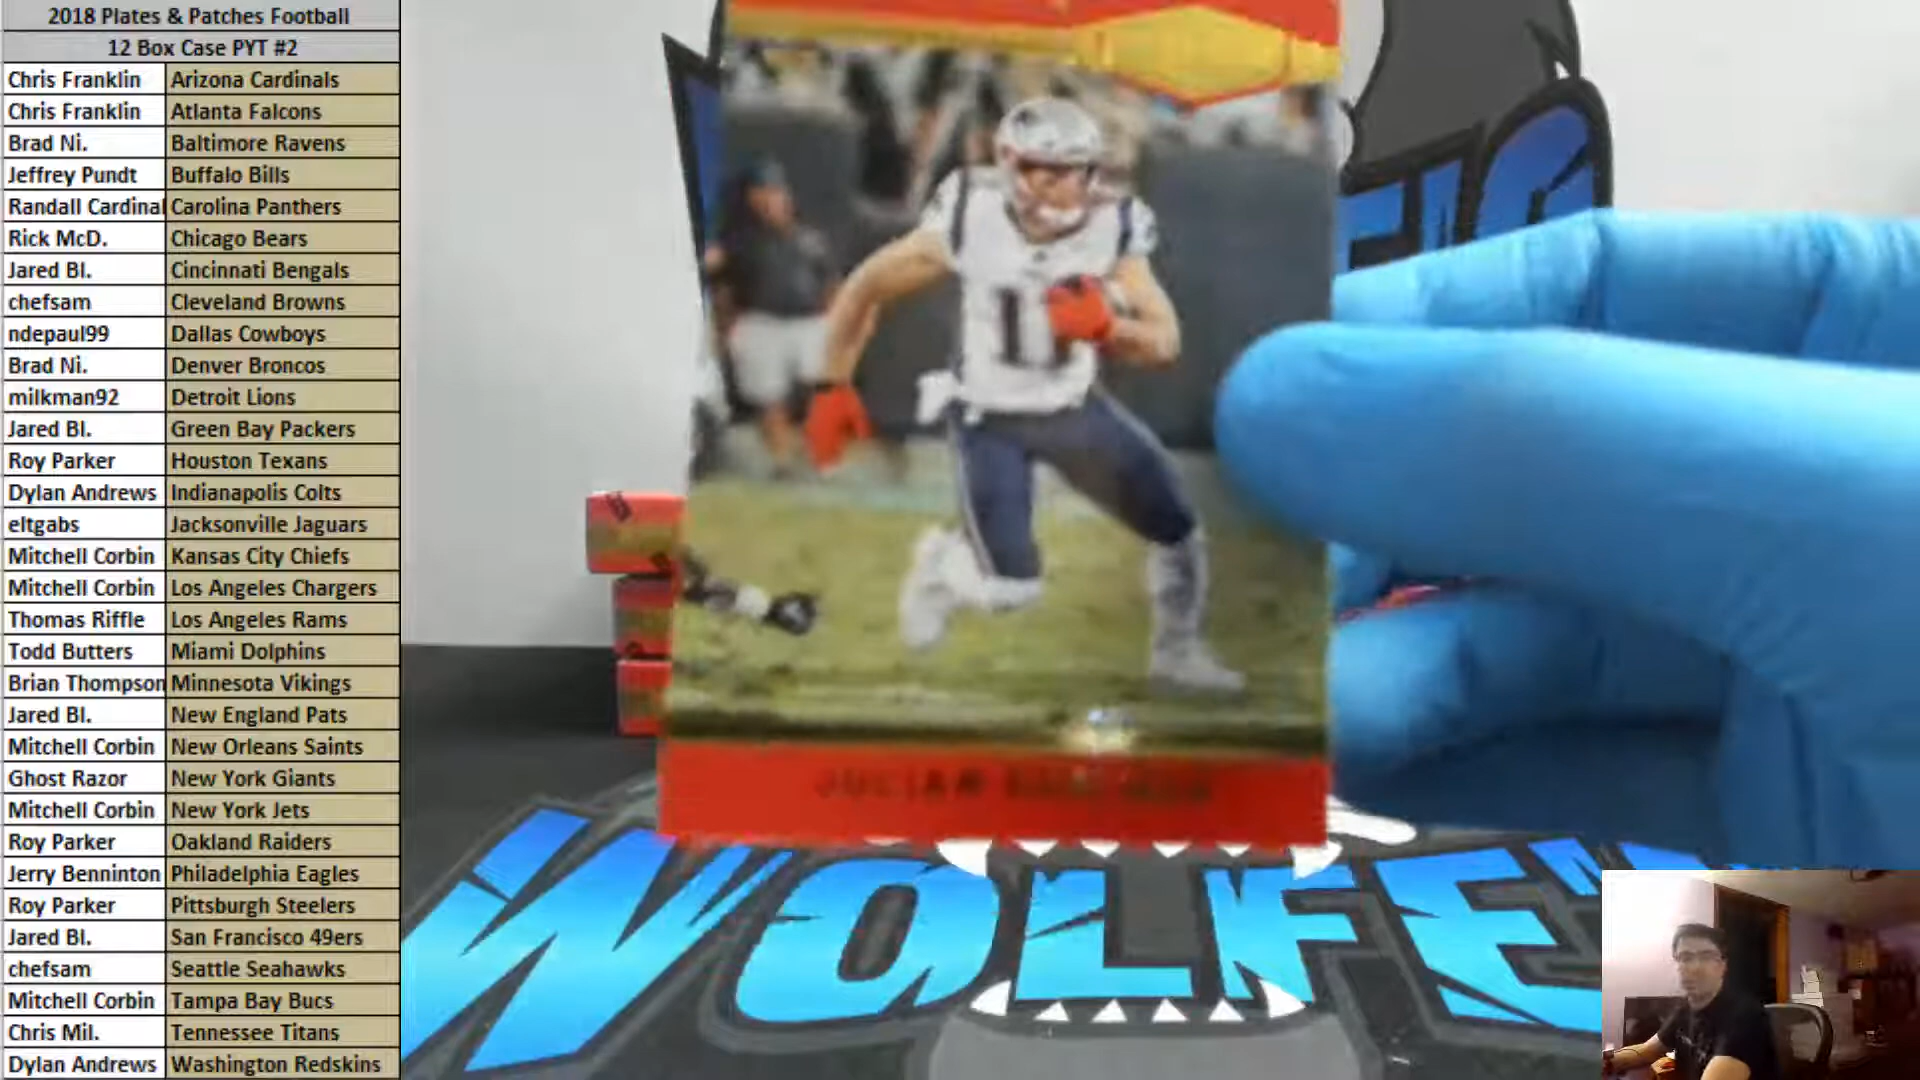 2018 Plates & Patches Football
12 Box Case PYT #2
Chris Franklin Arizona Cardinals
Chris Franklin Atlanta Falcons
Brad Ni. Baltimore Ravens
Jeffrey Pundt Buffalo Bills
Randall Cardinal Carolina Panthers
Rick McD. Chicago Bears
Jared Bl. Cincinnati Bengals
chefsam Cleveland Browns
ndepaul99 Dallas Cowboys
Brad Ni. Denver Broncos
milkman92 Detroit Lions
Jared Bl. Green Bay Packers
Roy Parker Houston Texans
Dylan Andrews Indianapolis Colts
eltgabs Jacksonville Jaguars
Mitchell Corbin Kansas City Chiefs
Mitchell Corbin Los Angeles Chargers
Thomas Riffle Los Angeles Rams
Todd Butters Miami Dolphins
Brian Thompson Minnesota Vikings
Jared Bl. New England Pats
Mitchell Corbin New Orleans Saints
Ghost Razor New York Giants
Mitchell Corbin New York Jets
Roy Parker Oakland Raiders
Jerry Benninton Philadelphia Eagles
Roy Parker Pittsburgh Steelers
Jared Bl. San Francisco 49ers
chefsam Seattle Seahawks
Mitchell Corbin Tampa Bay Bucs
Chris Mil. Tennessee Titans
Dylan Andrews Washington Redskins
JULIAN
WOLFE